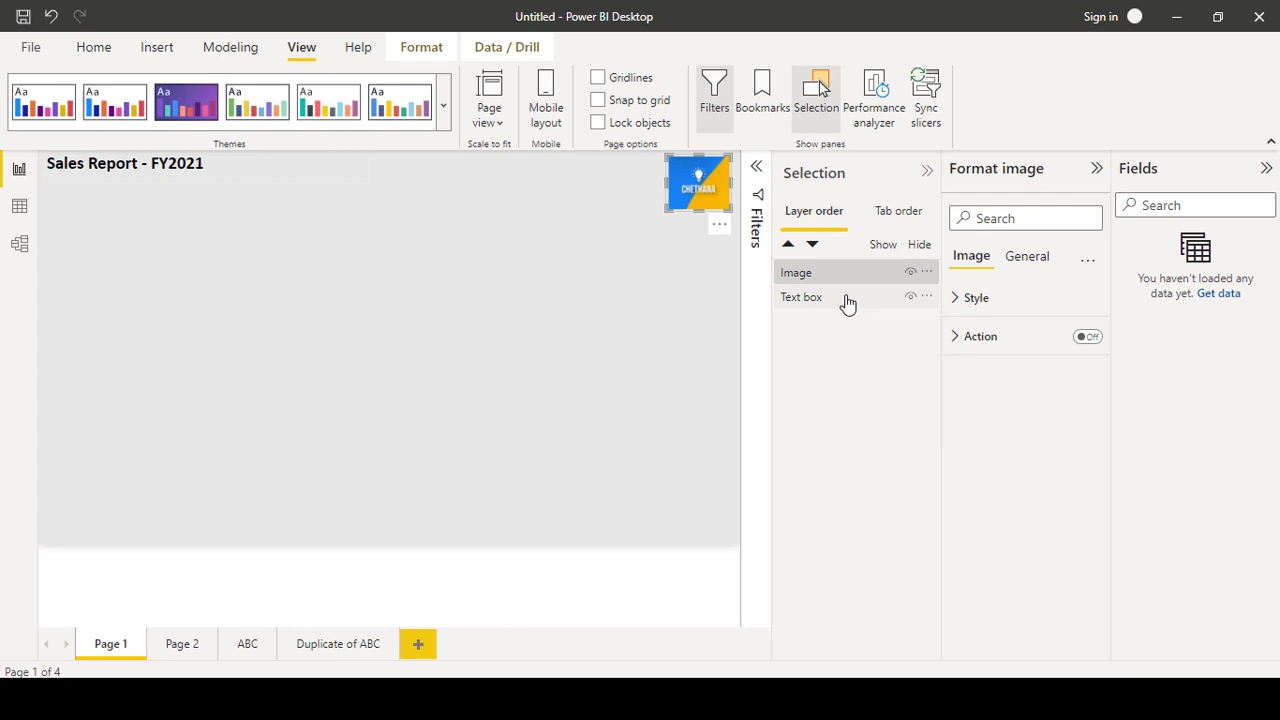 Untitled - Power BI Desktop
Sign in
File Home Insert Modeling View Help Format Data / Drill
Aa Aa Aa Aa Aa Aa
Page view
Mobile layout
Gridlines
Snap to grid
Lock objects
Filters
Bookmarks
Selection
Performance analyzer
Sync slicers
Themes
Scale to fit
Mobile
Page options
Show panes
Sales Report - FY2021
CHETHANA
Filters
Selection
Layer order Tab order
Show Hide
Image
Text box
Format image
Search
Image General
Style
Action Off
Fields
Search
You haven't loaded any
data yet. Get data
Page 1 Page 2 ABC Duplicate of ABC
Page 1 of 4